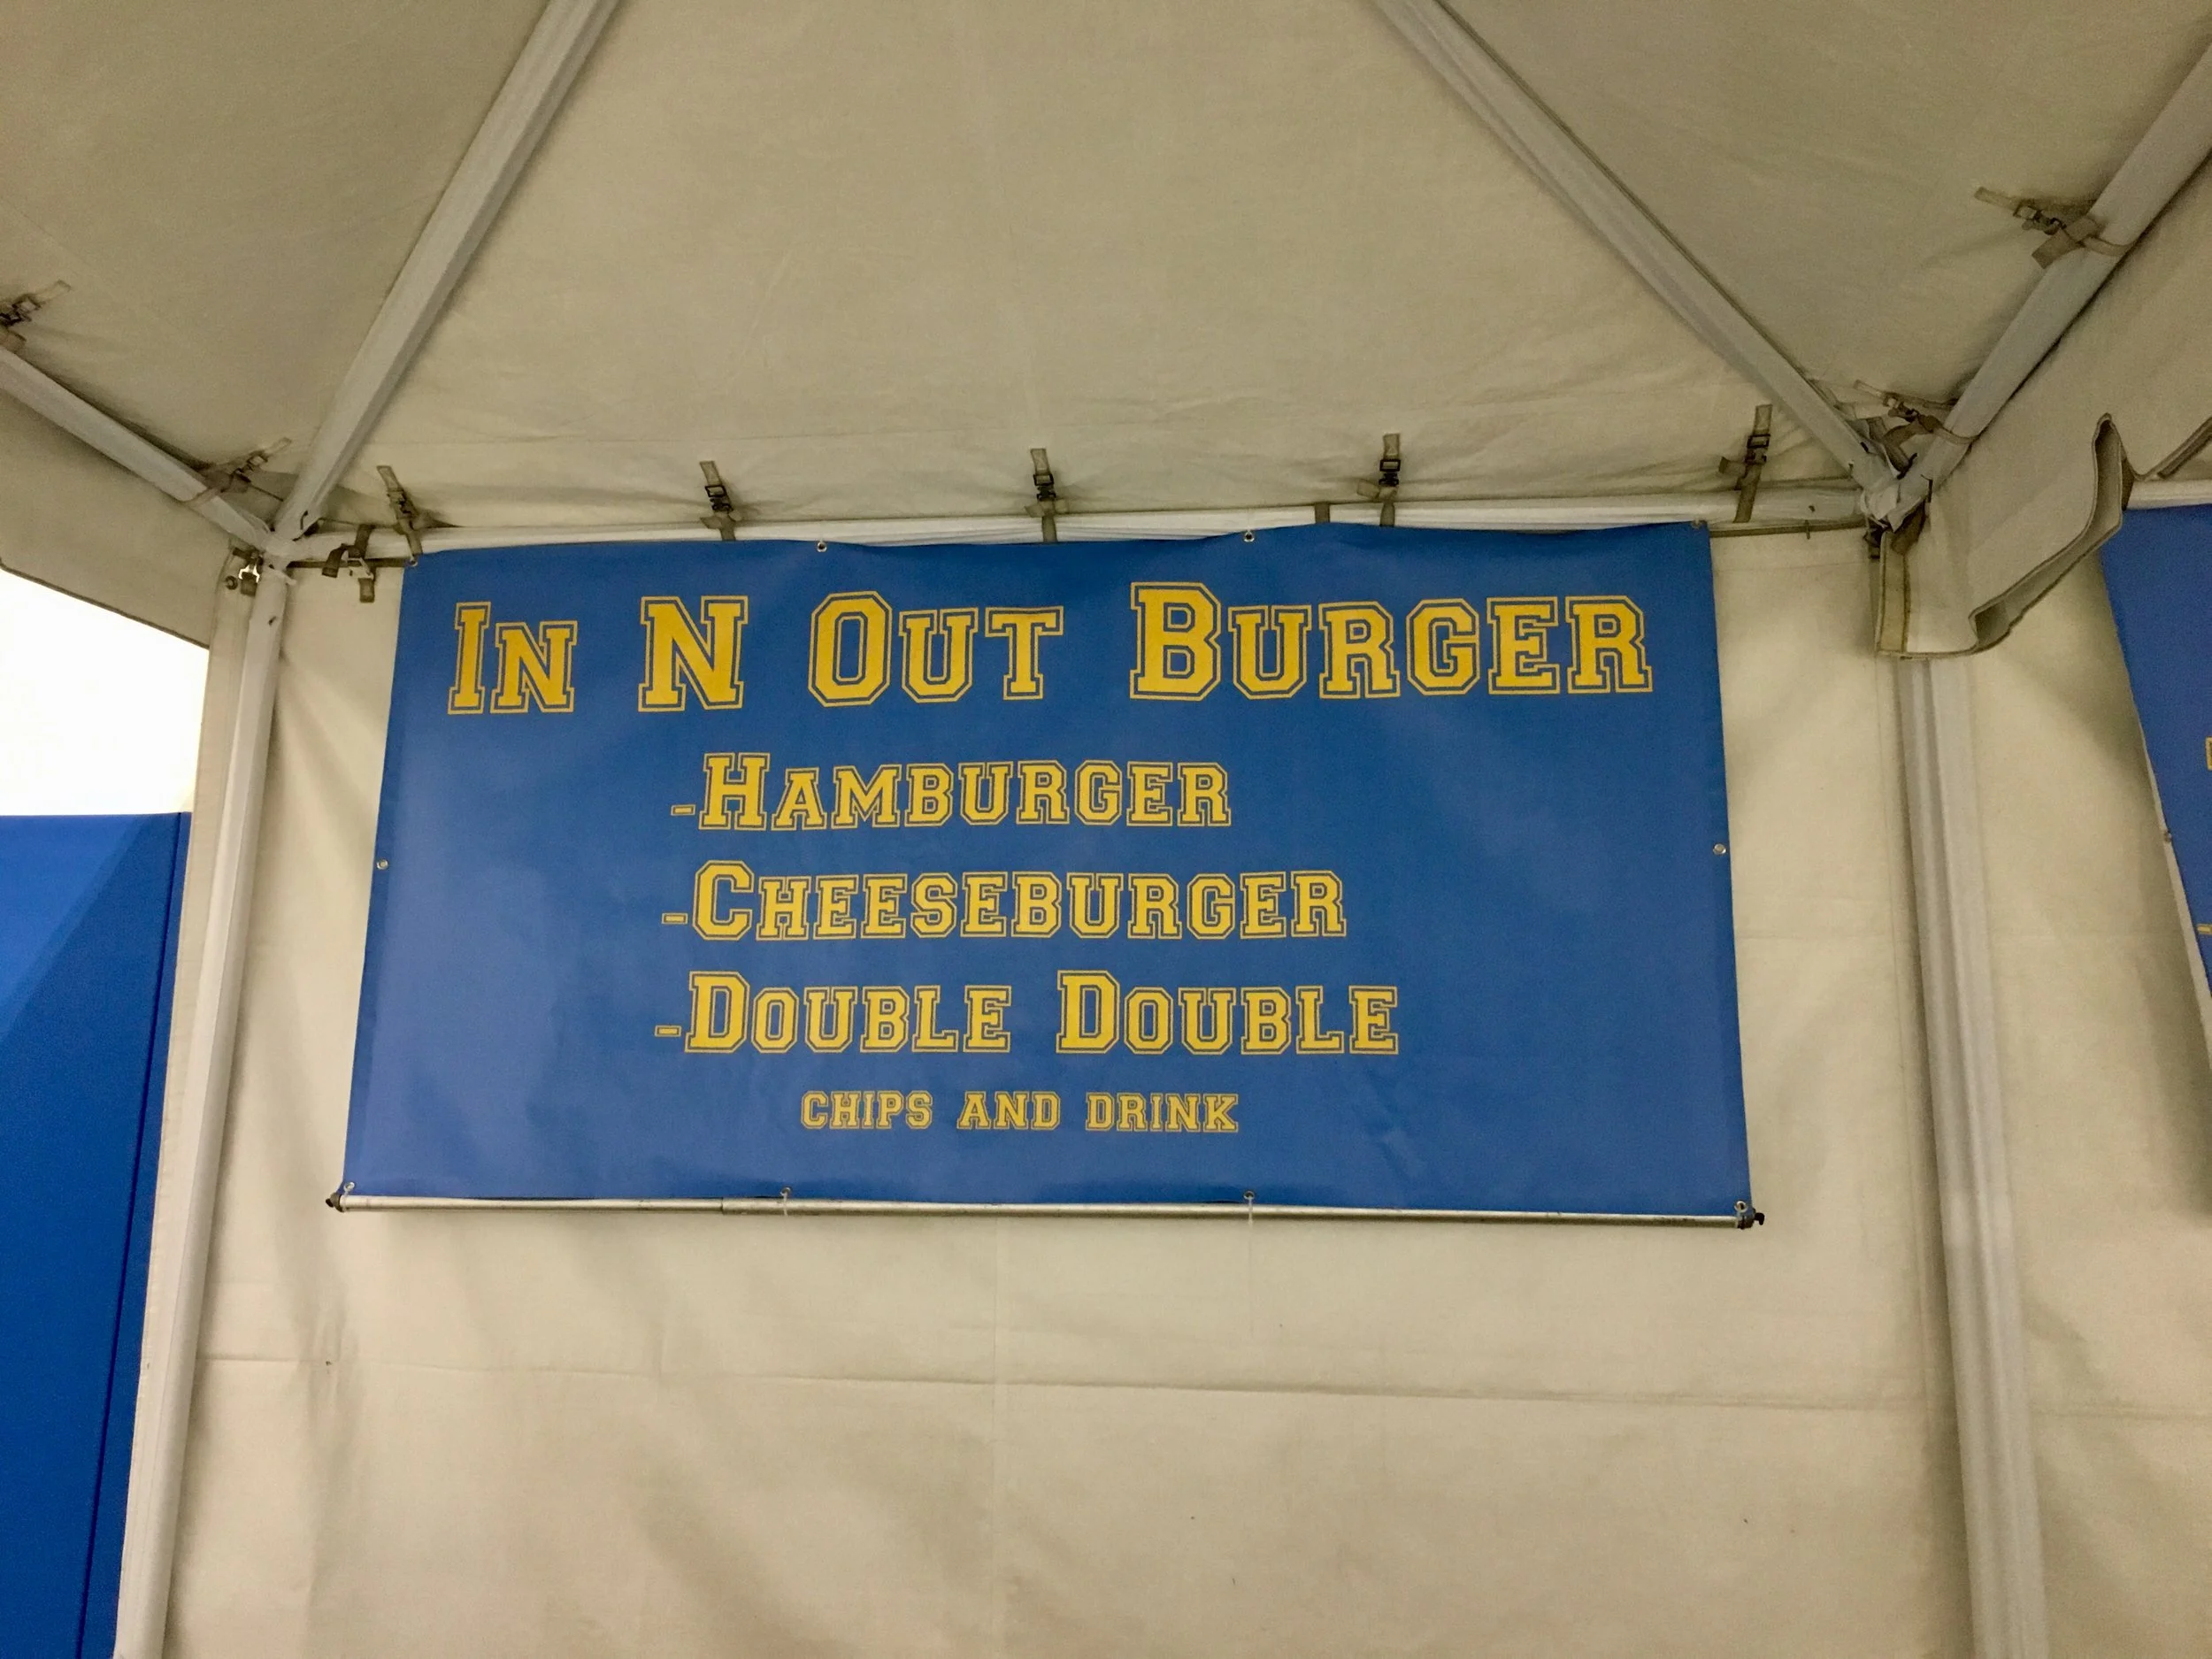 In N Out Burger
-Hamburger
-Cheeseburger
-Double Double
chips and drink